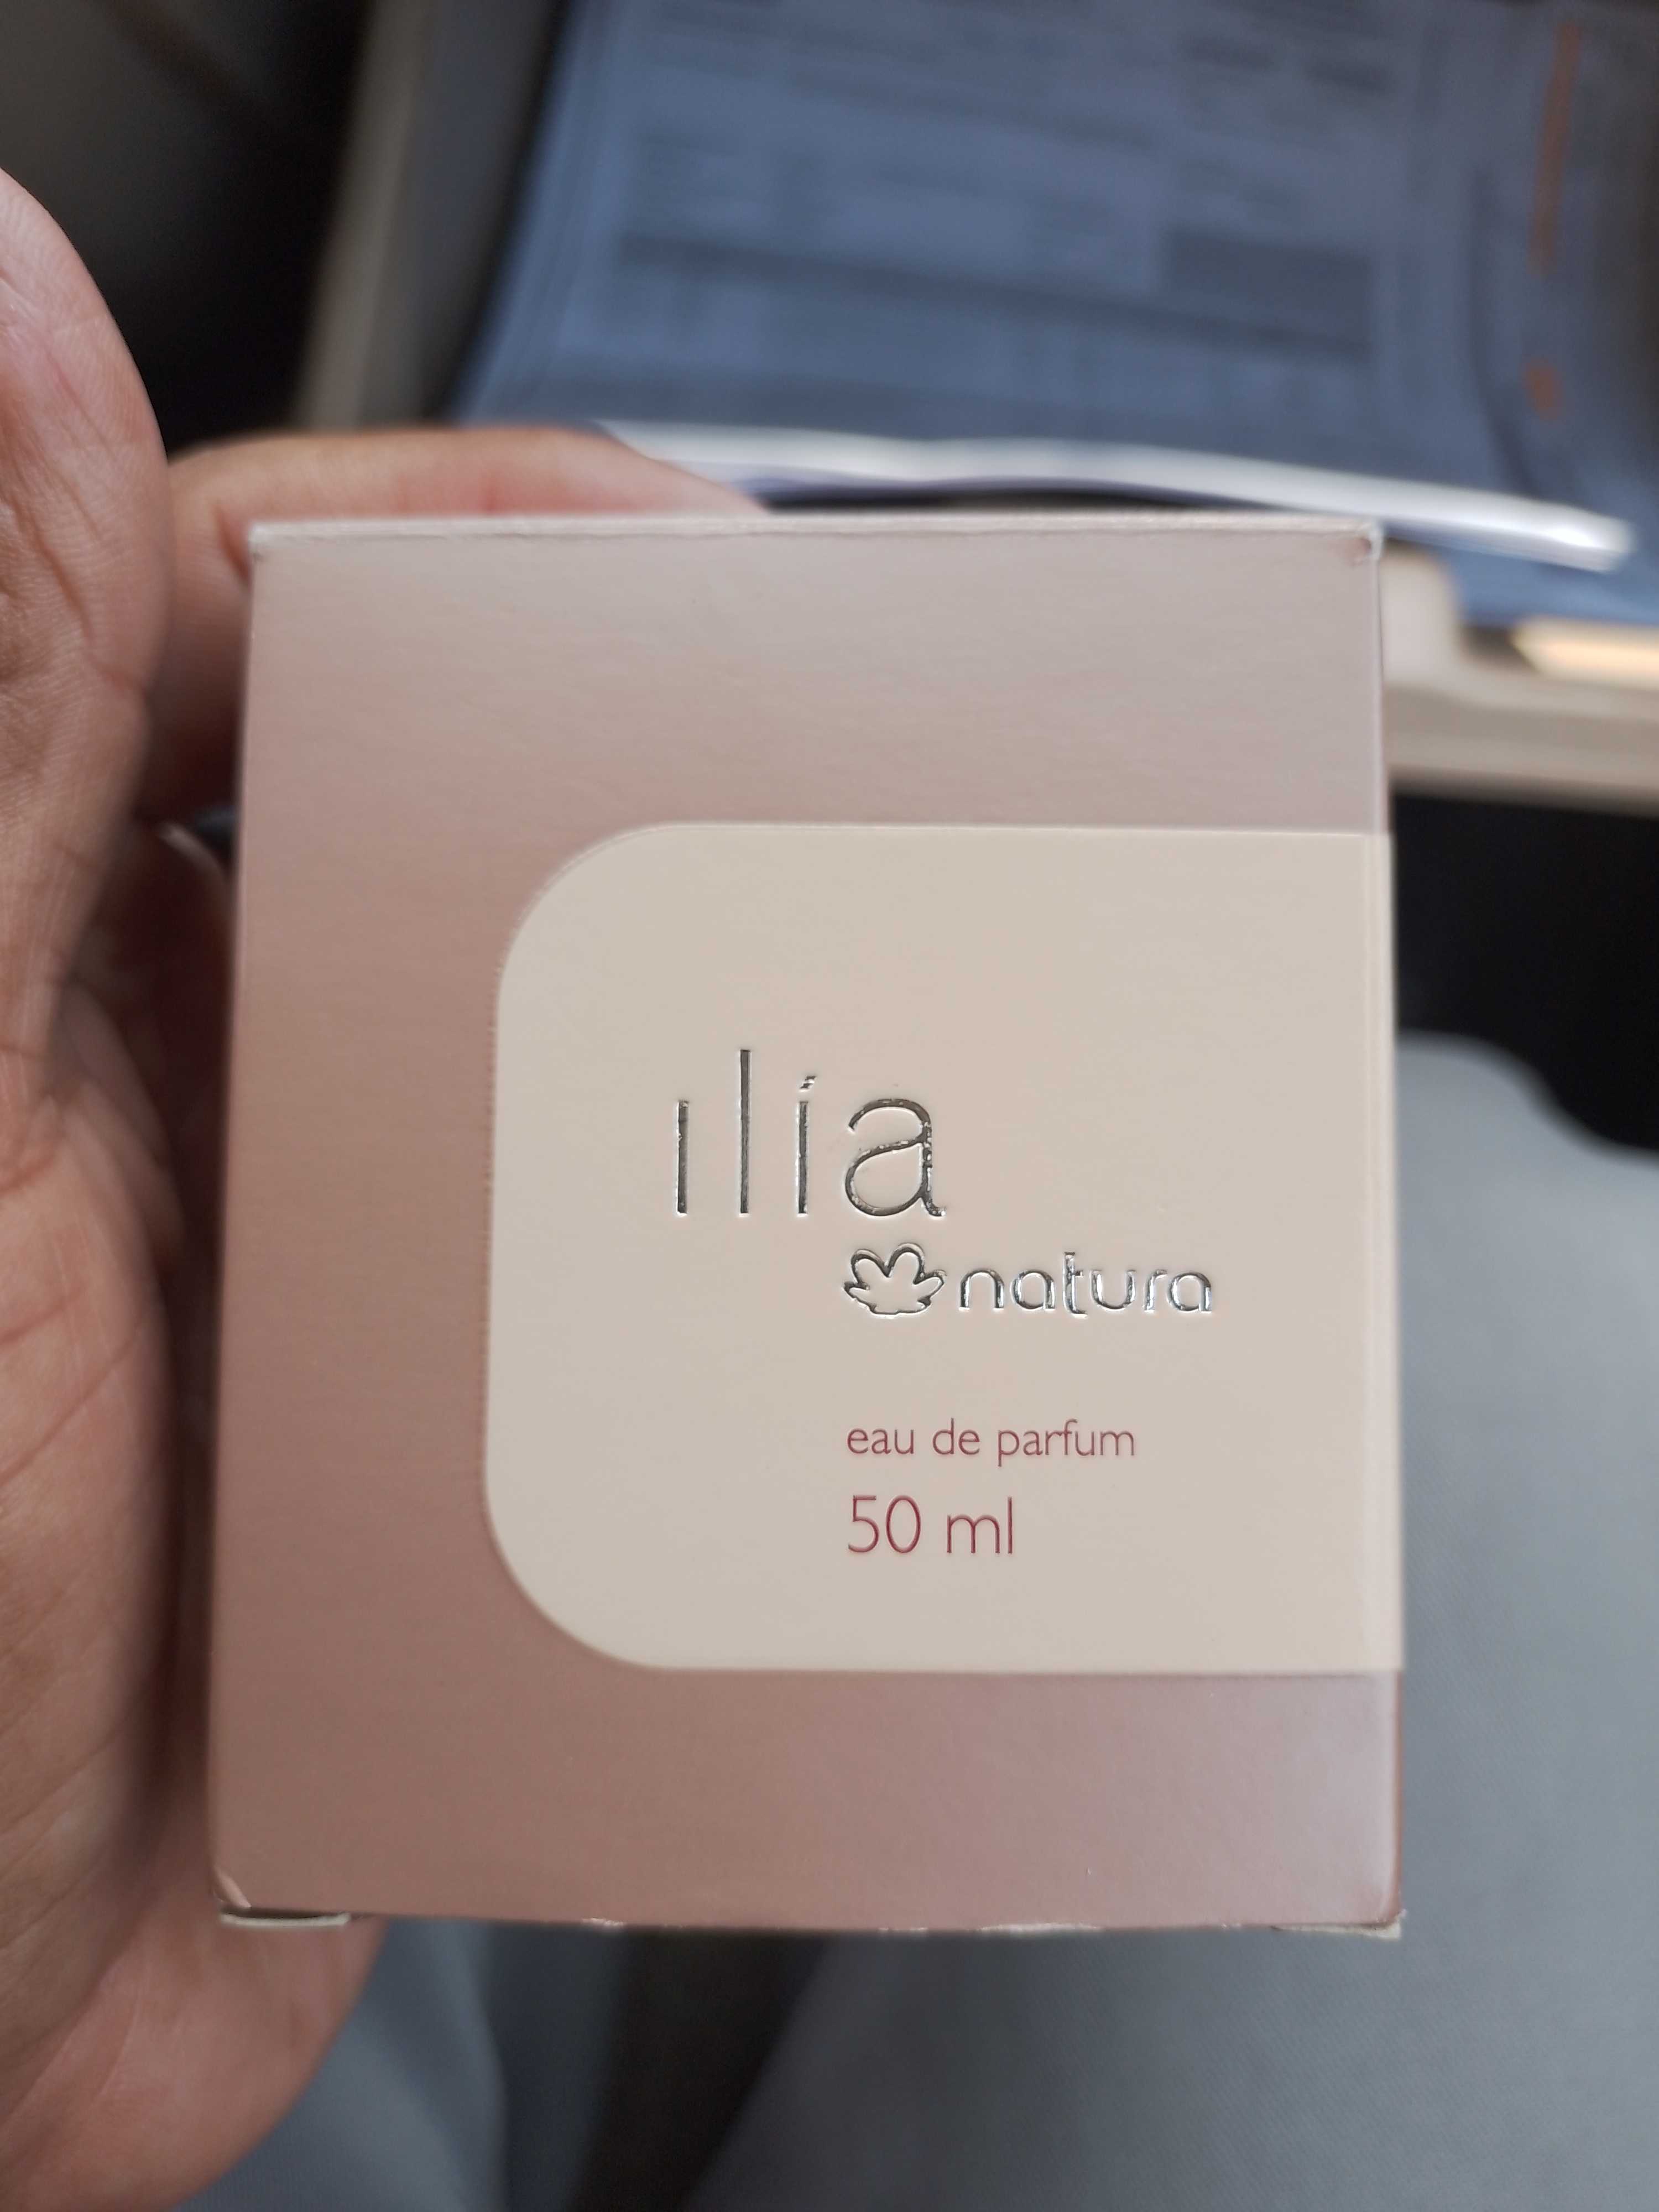 ilía
natura
eau de parfum
50 ml